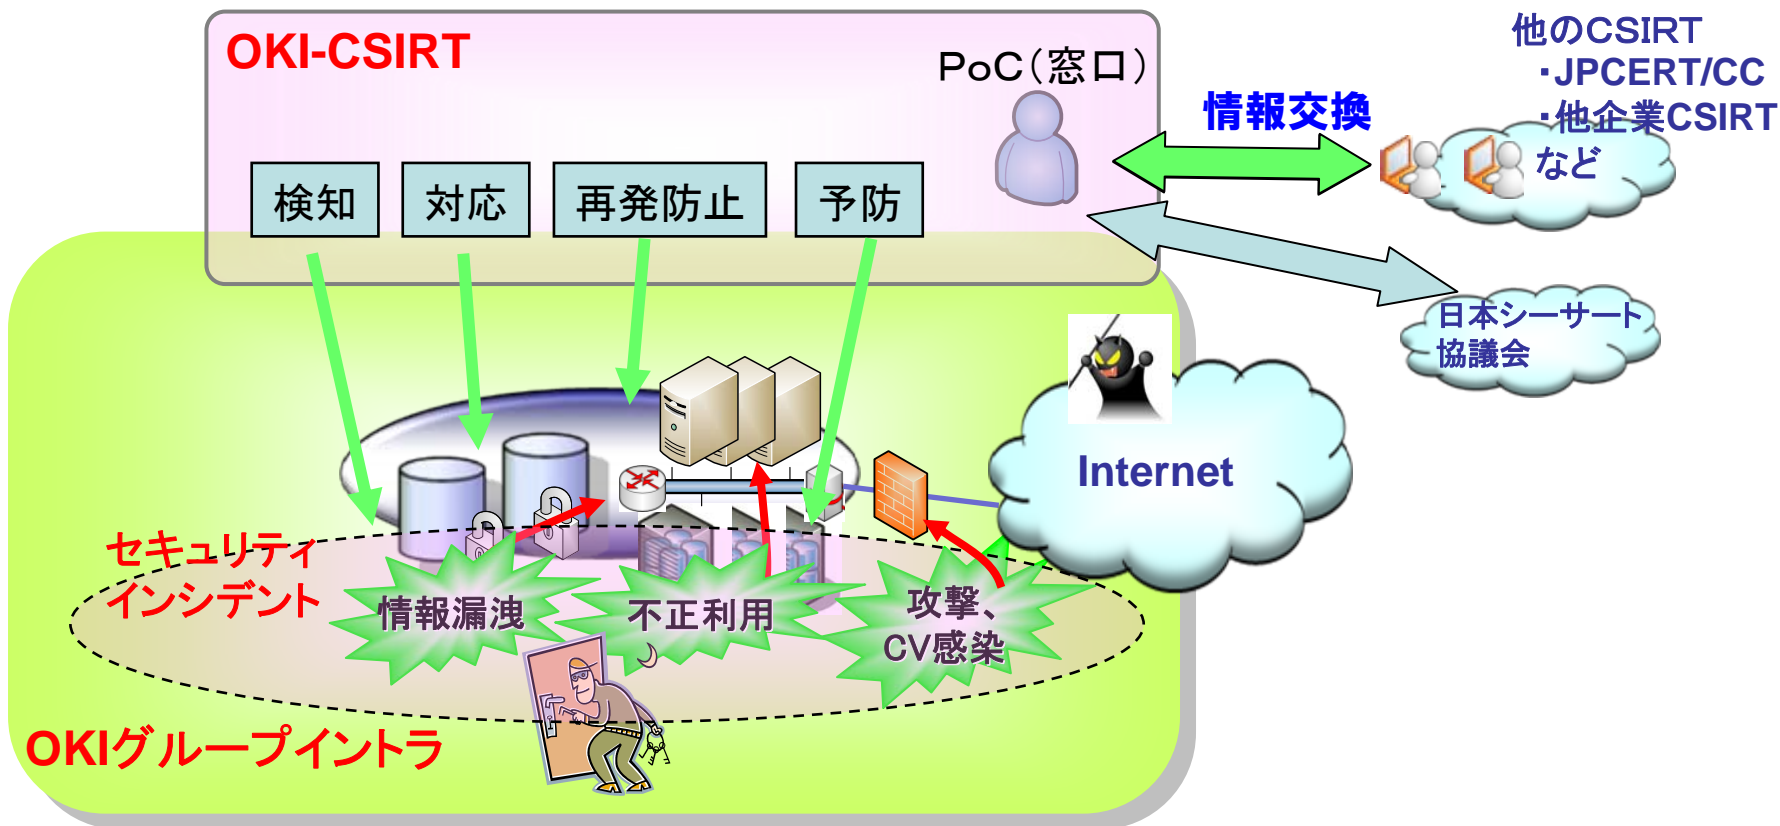 OKI-CSIRT
PoC(窓口)
他のCSIRT
・JPCERT/CC
・他企業CSIRT
など
情報交換
検知
対応
再発防止
予防
日本シーサート
協議会
Internet
セキュリティ
インシデント
情報漏洩
不正利用
攻撃、
CV感染
OKIグループイントラ